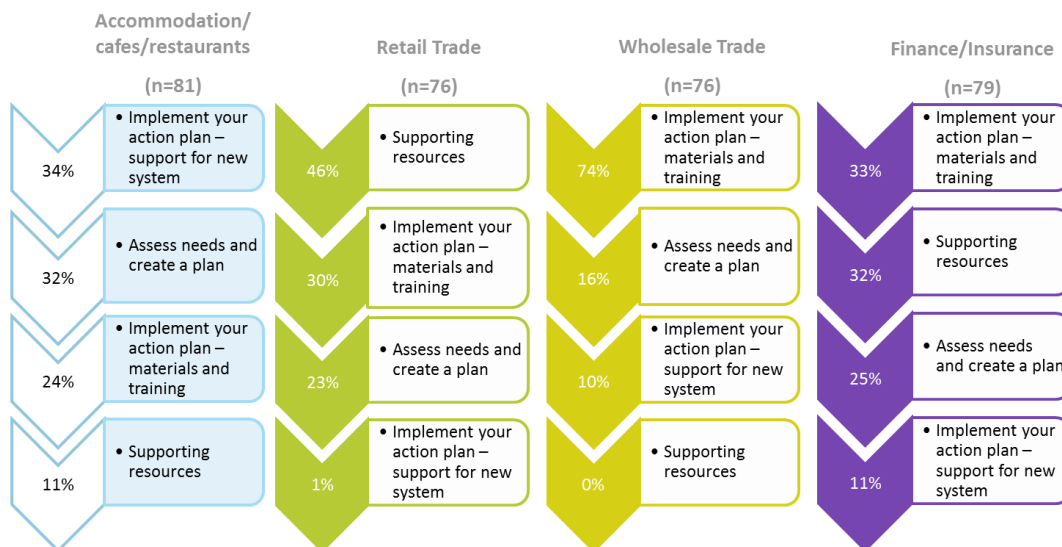 Accommodation/
cafes/restaurants
(n=81)
34%
• Implement your
action plan –
support for new
system
32%
• Assess needs and
create a plan
24%
• Implement your
action plan –
materials and
training
11%
• Supporting
resources
Retail Trade
(n=76)
46%
• Supporting
resources
30%
• Implement your
action plan –
materials and
training
23%
• Assess needs and
create a plan
1%
• Implement your
action plan –
support for new
system
Wholesale Trade
(n=76)
74%
• Implement your
action plan –
materials and
training
16%
• Assess needs and
create a plan
10%
• Implement your
action plan –
support for new
system
0%
• Supporting
resources
Finance/Insurance
(n=79)
33%
• Implement your
action plan –
materials and
training
32%
• Supporting
resources
25%
• Assess needs
and create a plan
11%
• Implement your
action plan –
support for new
system